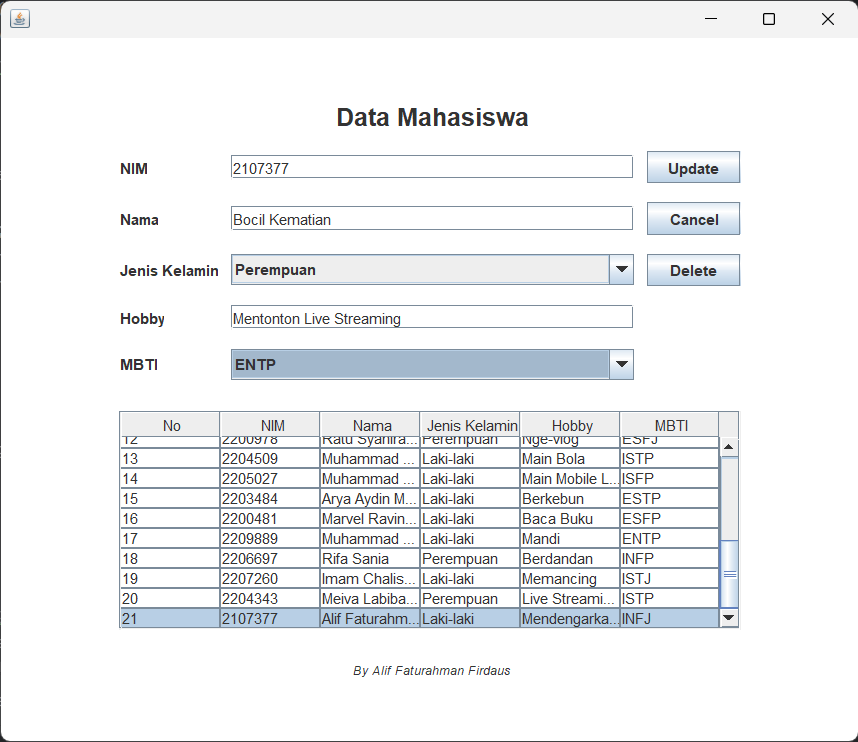 Data Mahasiswa
NIM 2107377 Update
Nama Bocil Kematian Cancel
Jenis Kelamin Perempuan Delete
Hobby Mentonton Live Streaming
MBTI ENTP
No NIM Nama Jenis Kelamin Hobby MBTI
12 2200978 Ratu Syahira... Perempuan Nge-vlog ESFJ
13 2204509 Muhammad ... Laki-laki Main Bola ISTP
14 2205027 Muhammad ... Laki-laki Main Mobile L... ISFP
15 2203484 Arya Aydin M... Laki-laki Berkebun ESTP
16 2200481 Marvel Ravin... Laki-laki Baca Buku ESFP
17 2209889 Muhammad ... Laki-laki Mandi ENTP
18 2206697 Rifa Sania Perempuan Berdandan INFP
19 2207260 Imam Chalis... Laki-laki Memancing ISTJ
20 2204343 Meiva Labiba... Perempuan Live Streami... ISTP
21 2107377 Alif Faturahm... Laki-laki Mendengarka... INFJ
By Alif Faturahman Firdaus